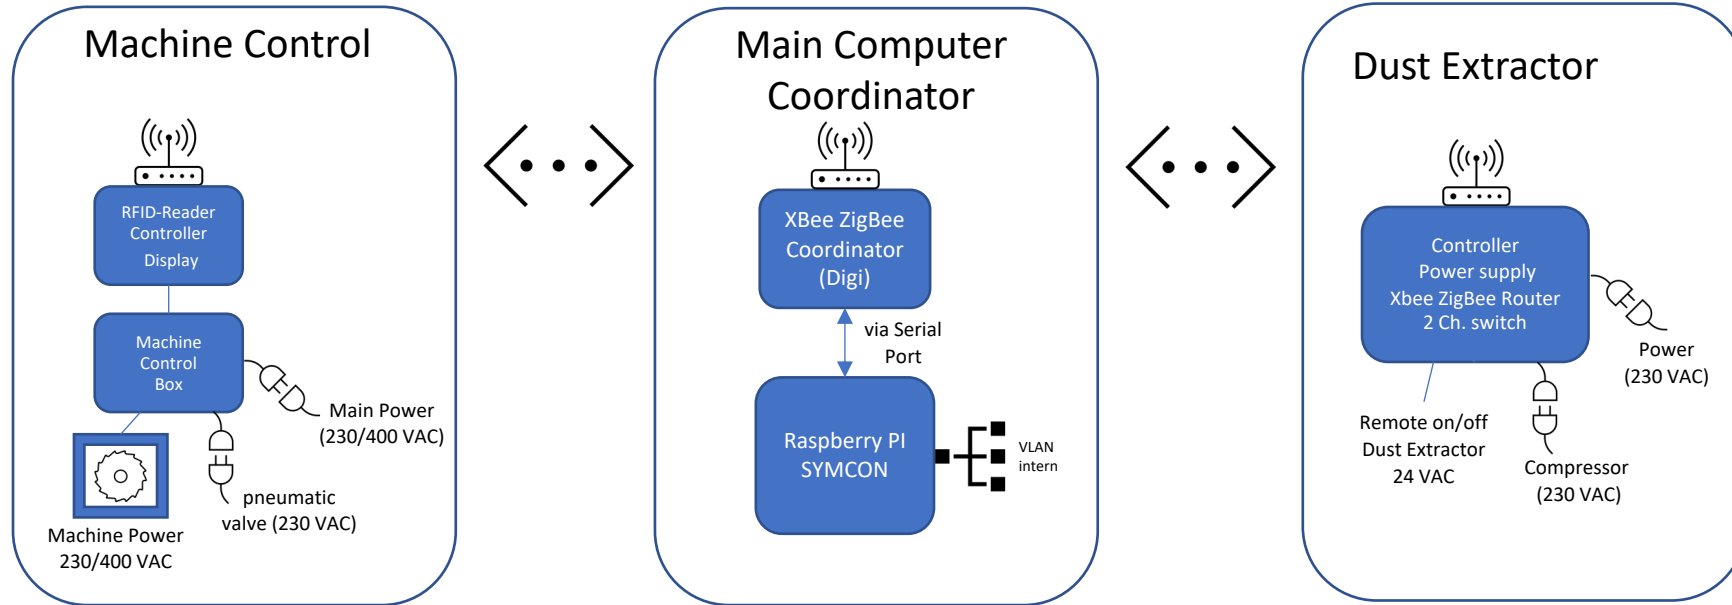 Machine Control
RFID-Reader
Controller
Display
Machine
Control
Box
Main Power
(230/400 VAC)
pneumatic
valve (230 VAC)
Machine Power
230/400 VAC
Main Computer
Coordinator
XBee ZigBee
Coordinator
(Digi)
via Serial
Port
Raspberry PI
SYMCON
VLAN
intern
Dust Extractor
Controller
Power supply
Xbee ZigBee Router
2 Ch. switch
Power
(230 VAC)
Remote on/off
Dust Extractor
24 VAC
Compressor
(230 VAC)